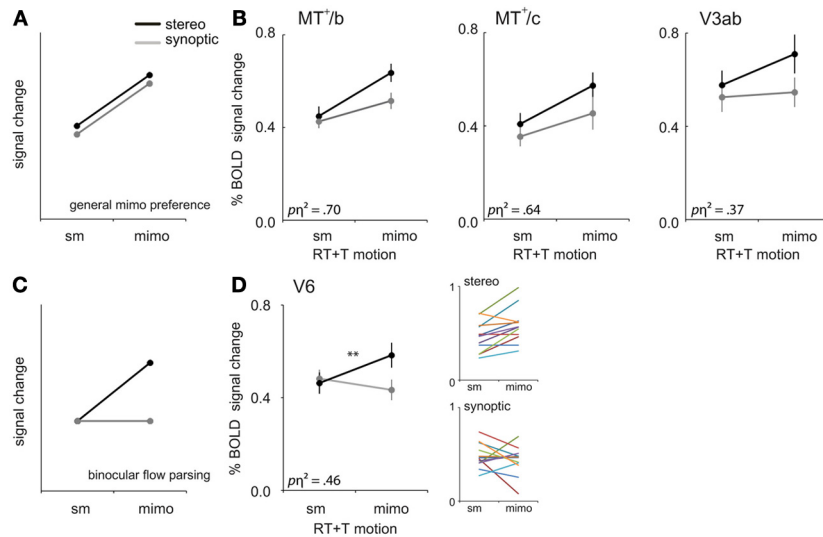 A
stereo
synoptic
signal change
general mimo preference
sm mimo
B
MT⁺/b
0.8
0.4
0.0
% BOLD signal change
pη² = .70
sm mimo
RT+T motion
MT⁺/c
0.8
0.4
0.0
pη² = .64
sm mimo
RT+T motion
V3ab
0.8
0.4
0.0
pη² = .37
sm mimo
RT+T motion
C
signal change
binocular flow parsing
sm mimo
D
V6
0.8
0.4
0.0
% BOLD signal change
**
pη² = .46
sm mimo
RT+T motion
stereo
1
0
sm mimo
synoptic
1
0
sm mimo